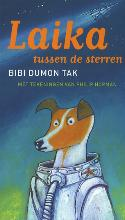 Laika
tussen de sterren
BIBI DUMON TAK
MET TEKENINGEN VAN PHILIP HOPMAN